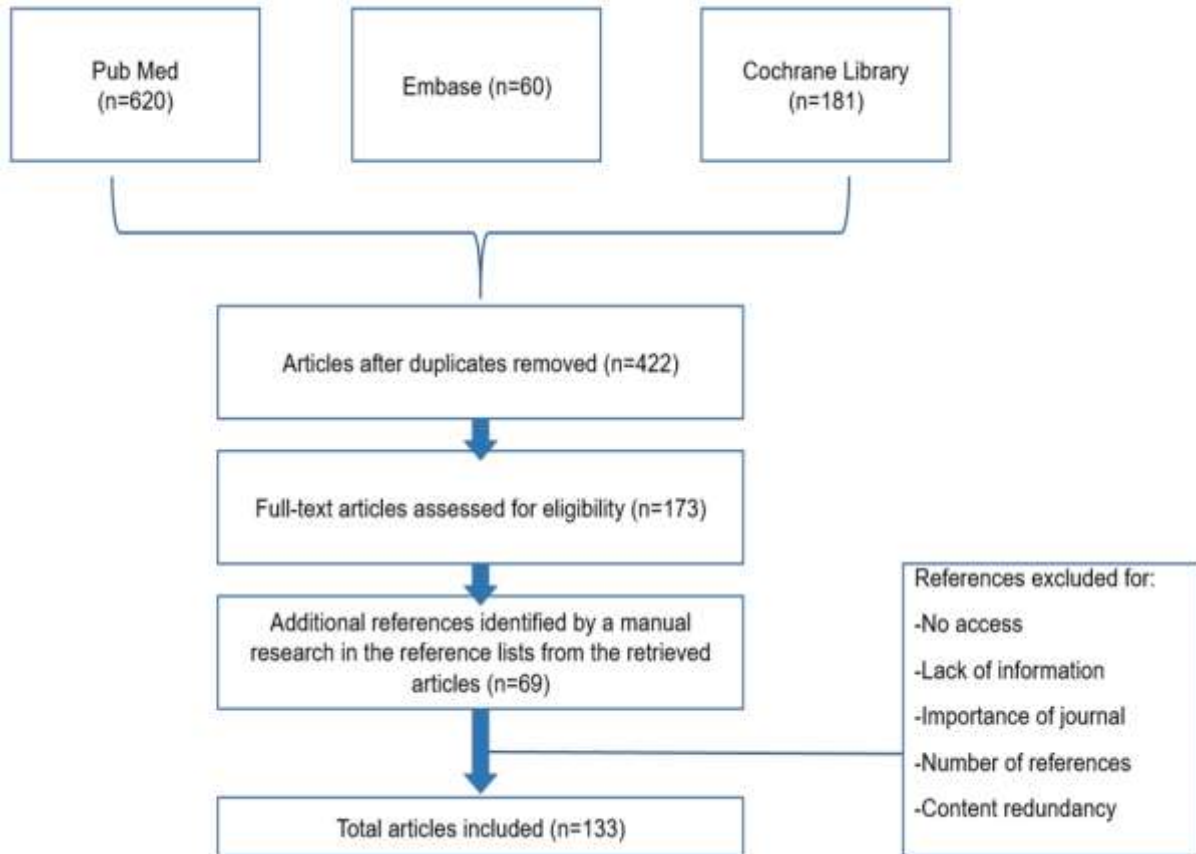 Pub Med
(n=620)
Embase (n=60)
Cochrane Library
(n=181)
Articles after duplicates removed (n=422)
Full-text articles assessed for eligibility (n=173)
Additional references identified by a manual
research in the reference lists from the retrieved
articles (n=69)
References excluded for:
-No access
-Lack of information
-Importance of journal
-Number of references
-Content redundancy
Total articles included (n=133)